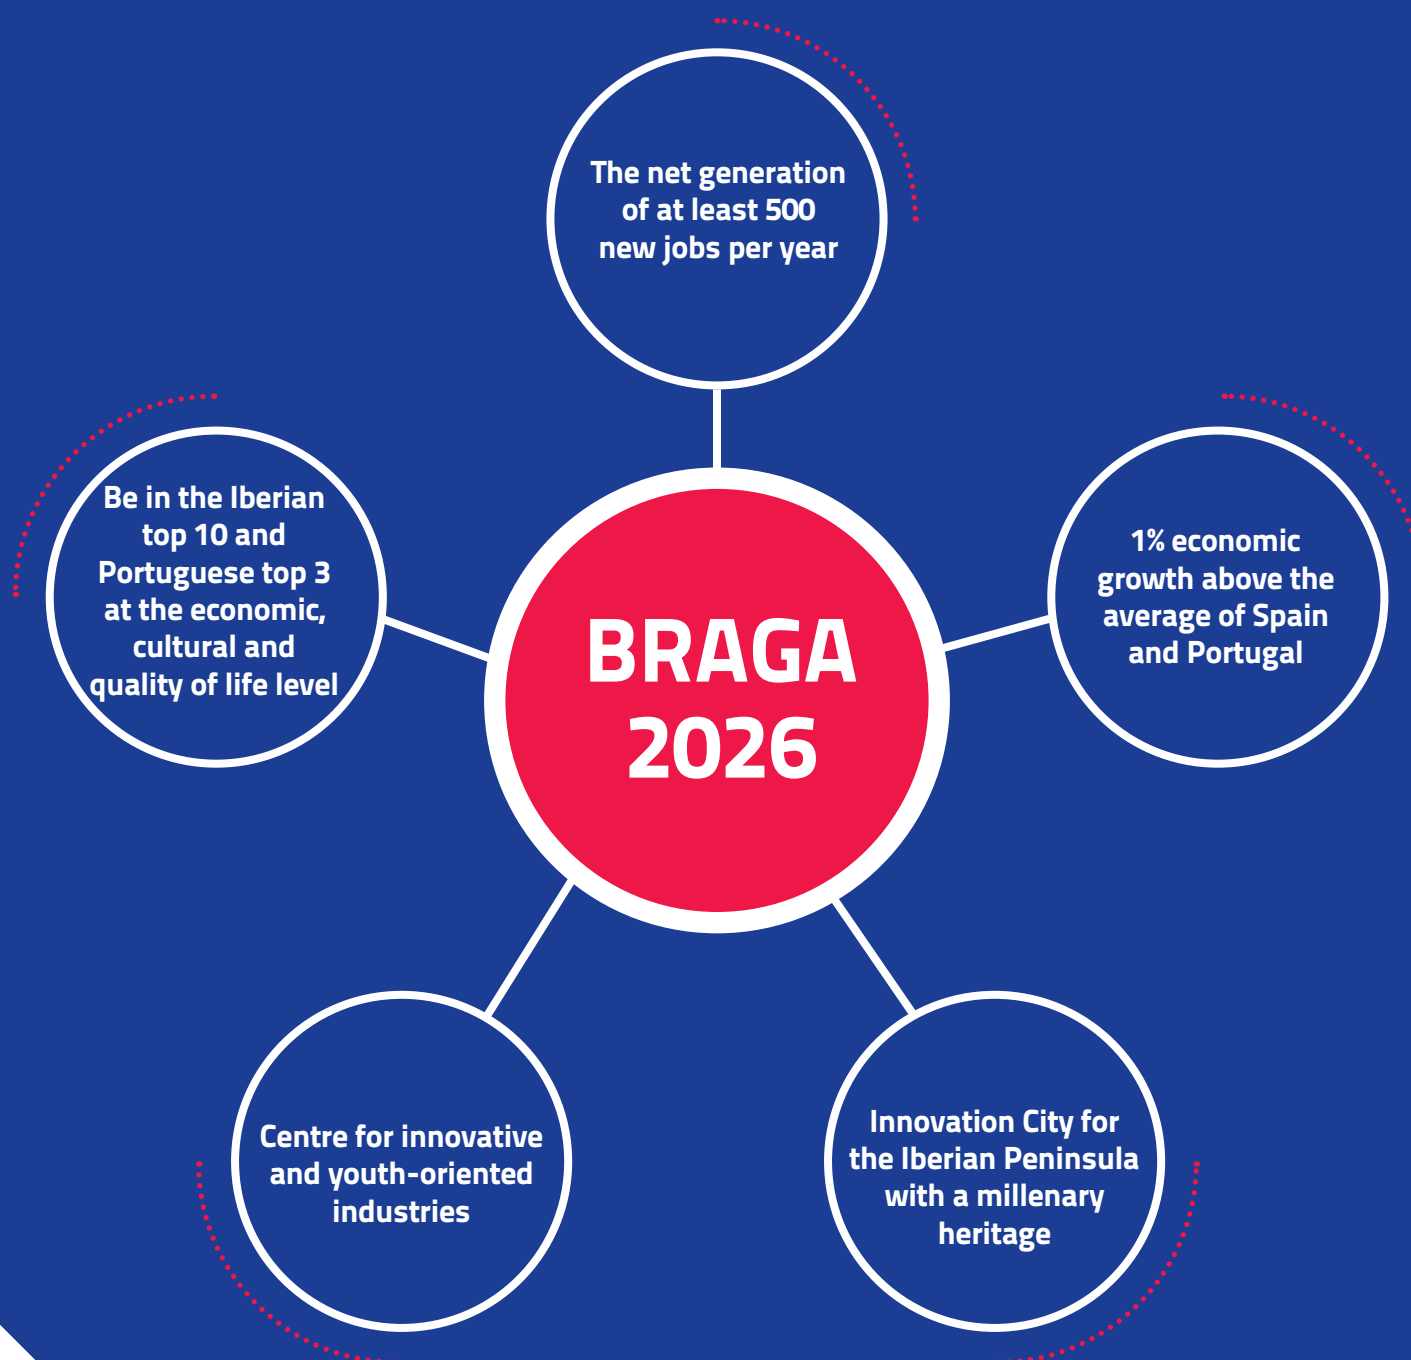 The net generation
of at least 500
new jobs per year
Be in the Iberian
top 10 and
Portuguese top 3
at the economic,
cultural and
quality of life level
1% economic
growth above the
average of Spain
and Portugal
BRAGA
2026
Centre for innovative
and youth-oriented
industries
Innovation City for
the Iberian Peninsula
with a millenary
heritage